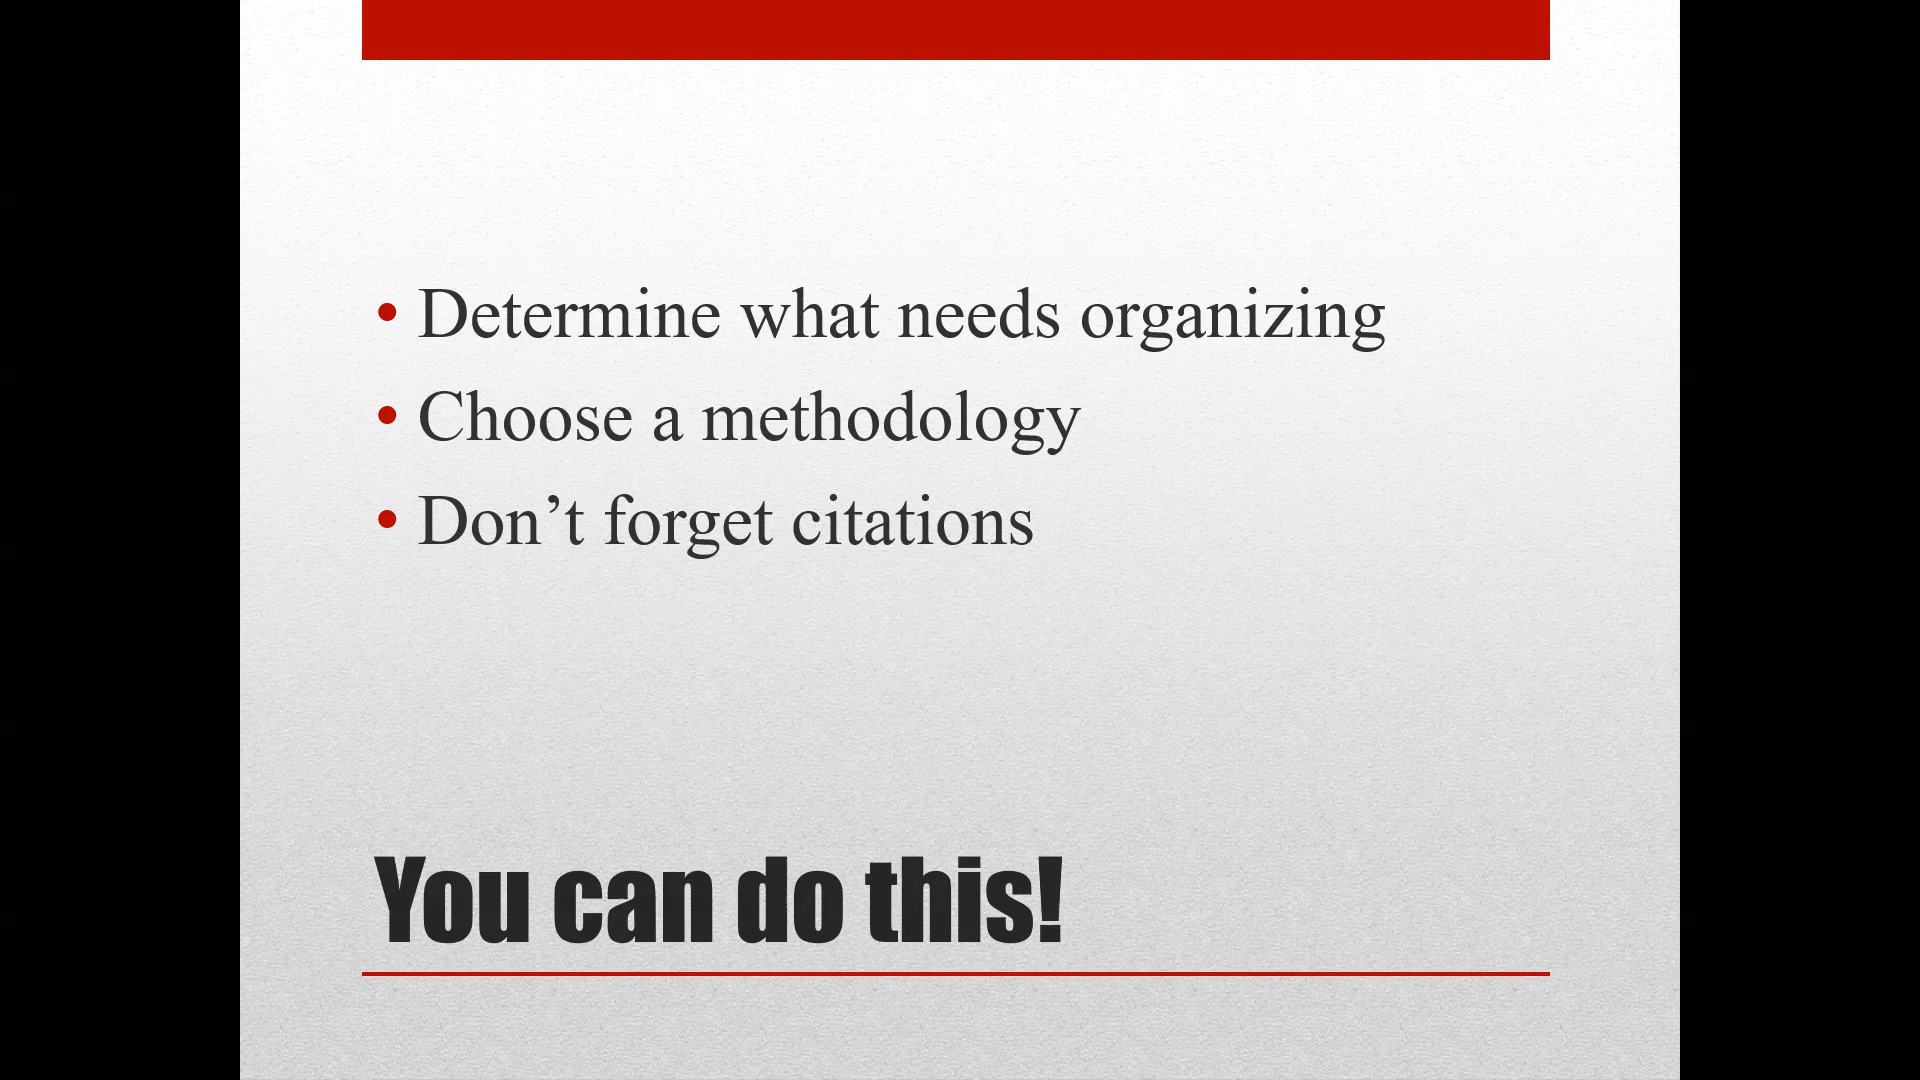 • Determine what needs organizing
• Choose a methodology
• Don’t forget citations
You can do this!